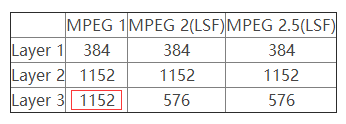 MPEG 1 MPEG 2(LSF) MPEG 2.5(LSF)
Layer 1 384 384 384
Layer 2 1152 1152 1152
Layer 3 1152 576 576